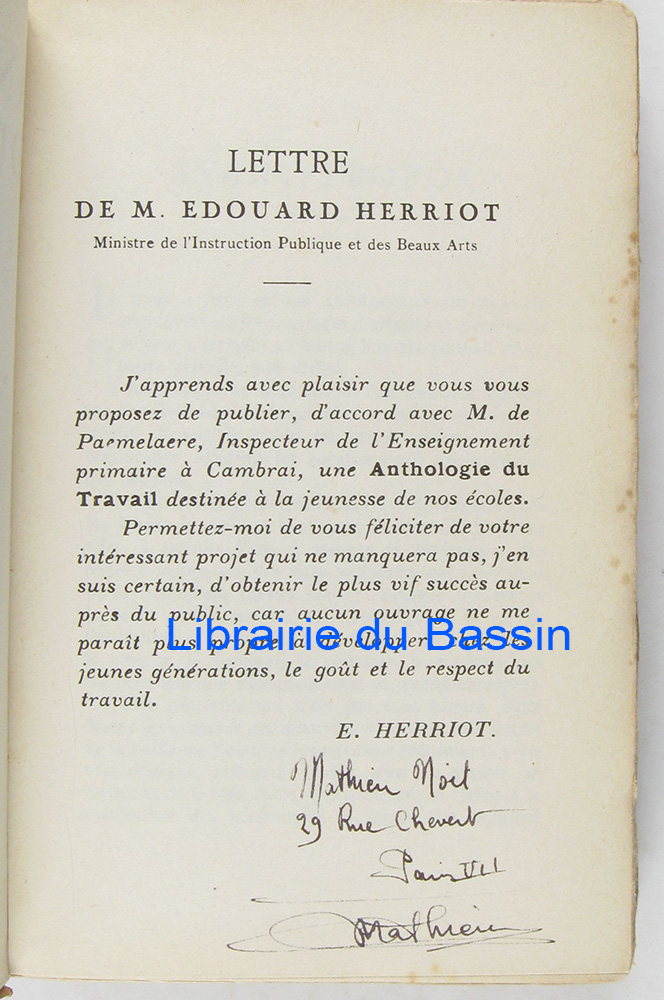 LETTRE
DE M. EDOUARD HERRIOT
Ministre de l'Instruction Publique et des Beaux Arts
J'apprends avec plaisir que vous vous
proposez de publier, d'accord avec M. de
Paemelaere, Inspecteur de l'Enseignement
primaire à Cambrai, une Anthologie du
Travail destinée à la jeunesse de nos écoles.
Permettez-moi de vous féliciter de votre
intéressant projet qui ne manquera pas, j'en
suis certain, d'obtenir le plus vif succès au-
près du public, car aucun ouvrage ne me
paraît plus propre à développer, chez les
Librairie du Bassin
jeunes générations, le goût et le respect du
travail.
E. HERRIOT.
Mathieu
29 Rue Chevert
Paris VII
Mathieu